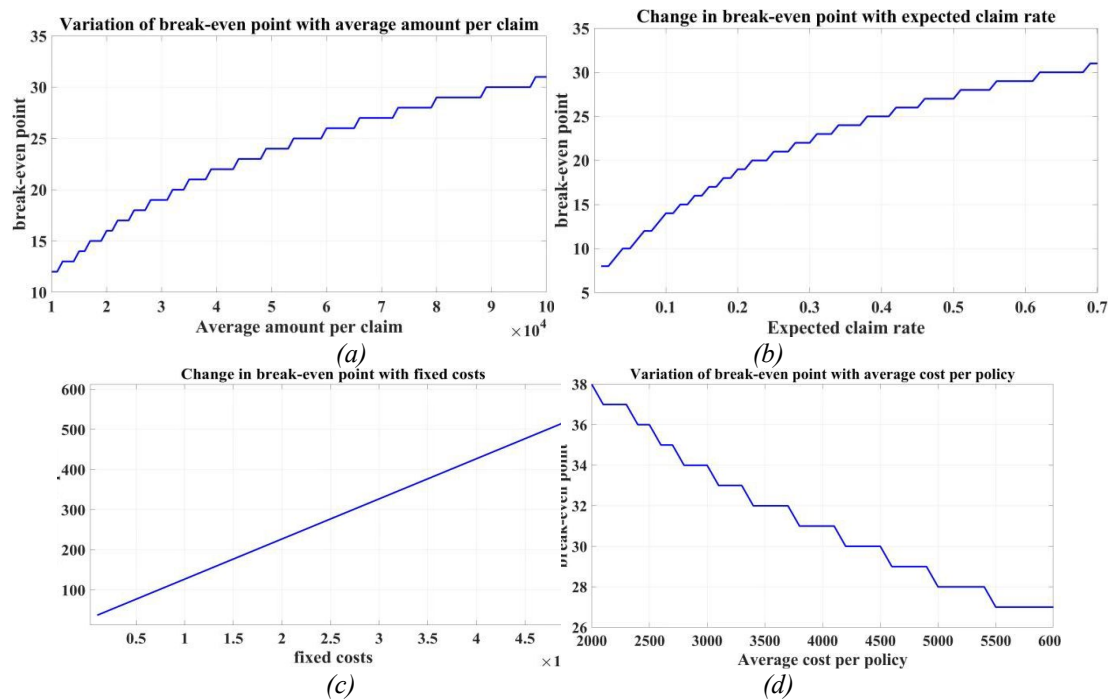 Variation of break-even point with average amount per claim
35
30
25
20
15
10
break-even point
1 2 3 4 5 6 7 8 9 10
Average amount per claim
×10⁴
(a)
Change in break-even point with expected claim rate
35
30
25
20
15
10
5
break-even point
0.1 0.2 0.3 0.4 0.5 0.6 0.7
Expected claim rate
(b)
Change in break-even point with fixed costs
600
500
400
300
200
100
0.5 1 1.5 2 2.5 3 3.5 4 4.5
fixed costs
×1
(c)
Variation of break-even point with average cost per policy
38
36
34
32
30
28
26
break-even point
2000 2500 3000 3500 4000 4500 5000 5500 600
Average cost per policy
(d)